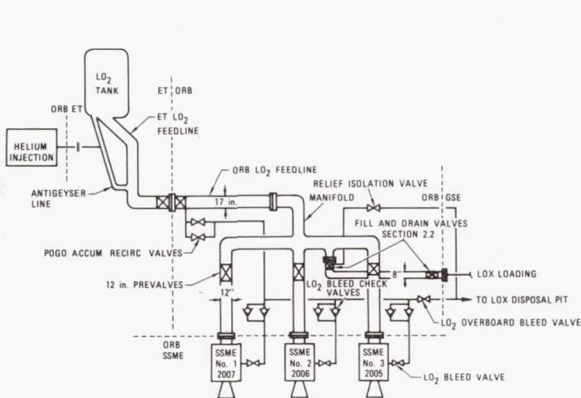 LO2
TANK
ET ORB
ORB ET
ET LO2
FEEDLINE
HELIUM
INJECTION
ORB LO2 FEEDLINE
RELIEF ISOLATION VALVE
ANTIGEYSER
LINE
17 in.
MANIFOLD
ORB GSE
FILL AND DRAIN VALVES
SECTION 2.2
POGO ACCUM RECIRC VALVES
8"
LOX LOADING
12 in. PREVALVES
LO2 BLEED CHECK
VALVES
12"
TO LOX DISPOSAL PIT
LO2 OVERBOARD BLEED VALVE
ORB
SSME
SSME
No. 1
2007
SSME
No. 2
2006
SSME
No. 3
2005
LO2 BLEED VALVE